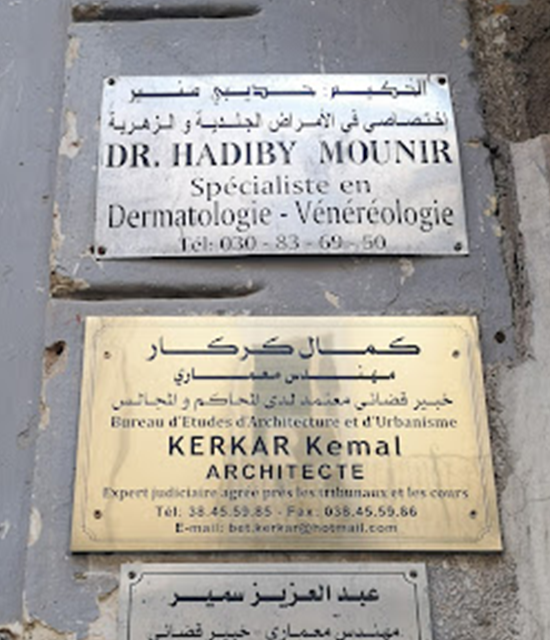 الحكيم: حديبي منير
إختصاصي في الأمراض الجلدية و الزهرية
DR. HADIBY MOUNIR
Spécialiste en
Dermatologie - Vénéréologie
Tél: 030 - 83 - 69 - 50
كمال كركار
مهندس معماري
خبير قضائي معتمد لدى المحاكم و المجالس
Bureau d'Etudes d'Architecture et d'Urbanisme
KERKAR Kemal
ARCHITECTE
Expert judiciaire agrée près les tribunaux et les cours
Tél: 38.45.59.85 - Fax: 038.45.59.86
E-mail: bet.kerkar@hotmail.com
عبد العزيز سمير
مهندس معماري - خبير قضائي